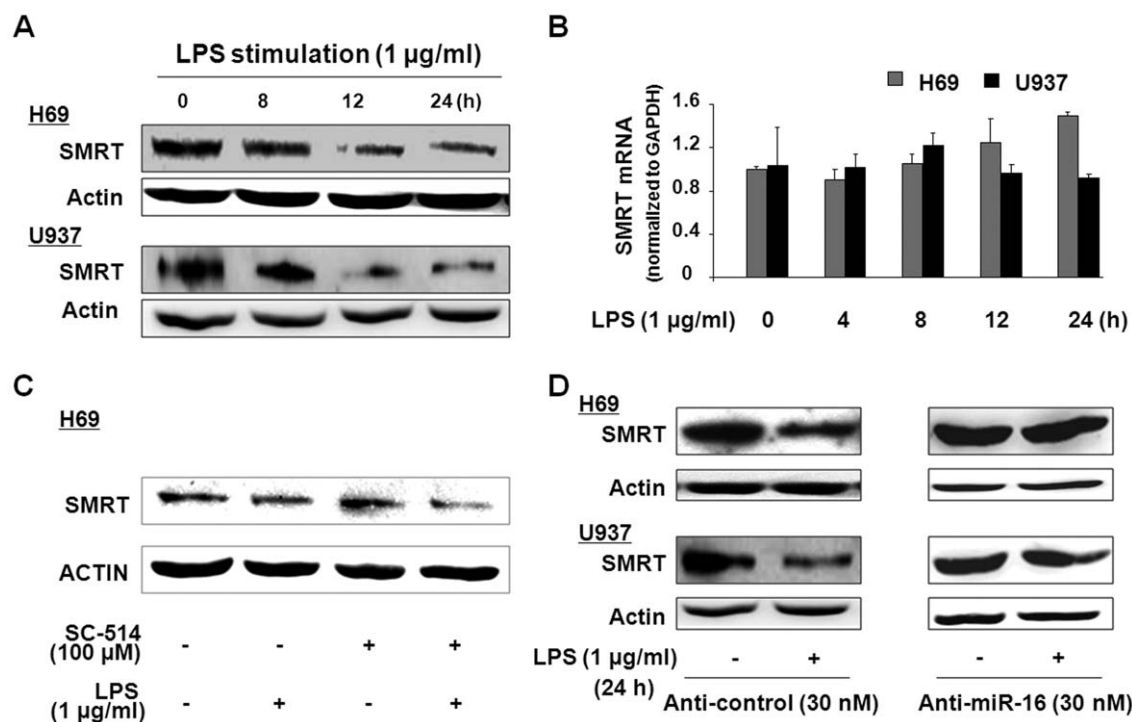 A
LPS stimulation (1 µg/ml)
0 8 12 24 (h)
H69
SMRT
Actin
U937
SMRT
Actin
B
H69 U937
SMRT mRNA
(normalized to GAPDH)
1.6
1.2
0.8
0.4
0
LPS (1 µg/ml) 0 4 8 12 24 (h)
C
H69
SMRT
ACTIN
SC-514
(100 µM) - - + +
LPS
(1 µg/ml) - + - +
D
H69
SMRT
Actin
U937
SMRT
Actin
LPS (1 µg/ml) - + - +
(24 h)
Anti-control (30 nM) Anti-miR-16 (30 nM)